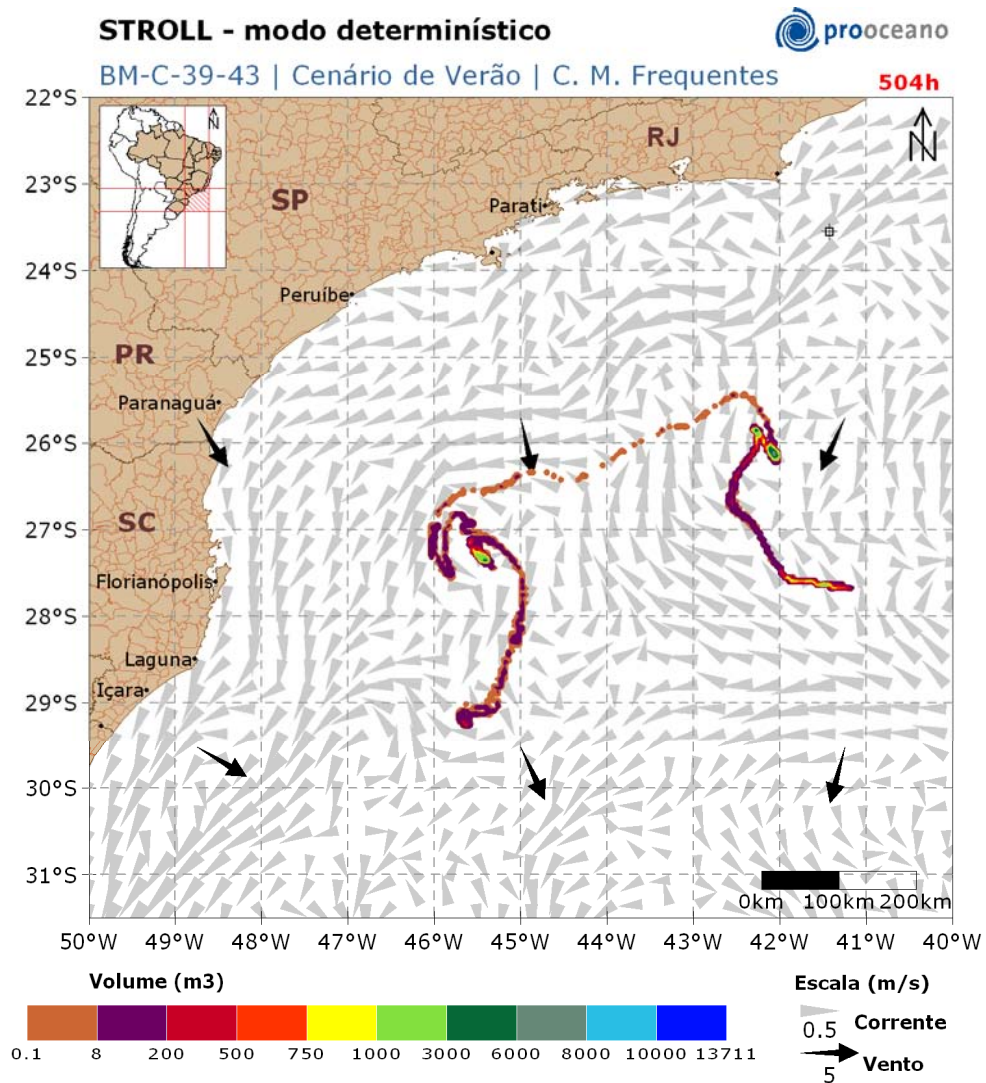 STROLL - modo determinístico
prooceano
BM-C-39-43 | Cenário de Verão | C. M. Frequentes
504h
22°S
N
N
RJ
23°S
SP
Parati
24°S
Peruíbe
25°S
PR
Paranaguá
26°S
27°S
SC
Florianópolis
28°S
Laguna
Içara
29°S
30°S
31°S
0km 100km 200km
50°W 49°W 48°W 47°W 46°W 45°W 44°W 43°W 42°W 41°W 40°W
Volume (m3)
0.1 8 200 500 750 1000 3000 6000 8000 10000 13711
Escala (m/s)
0.5 Corrente
5 Vento